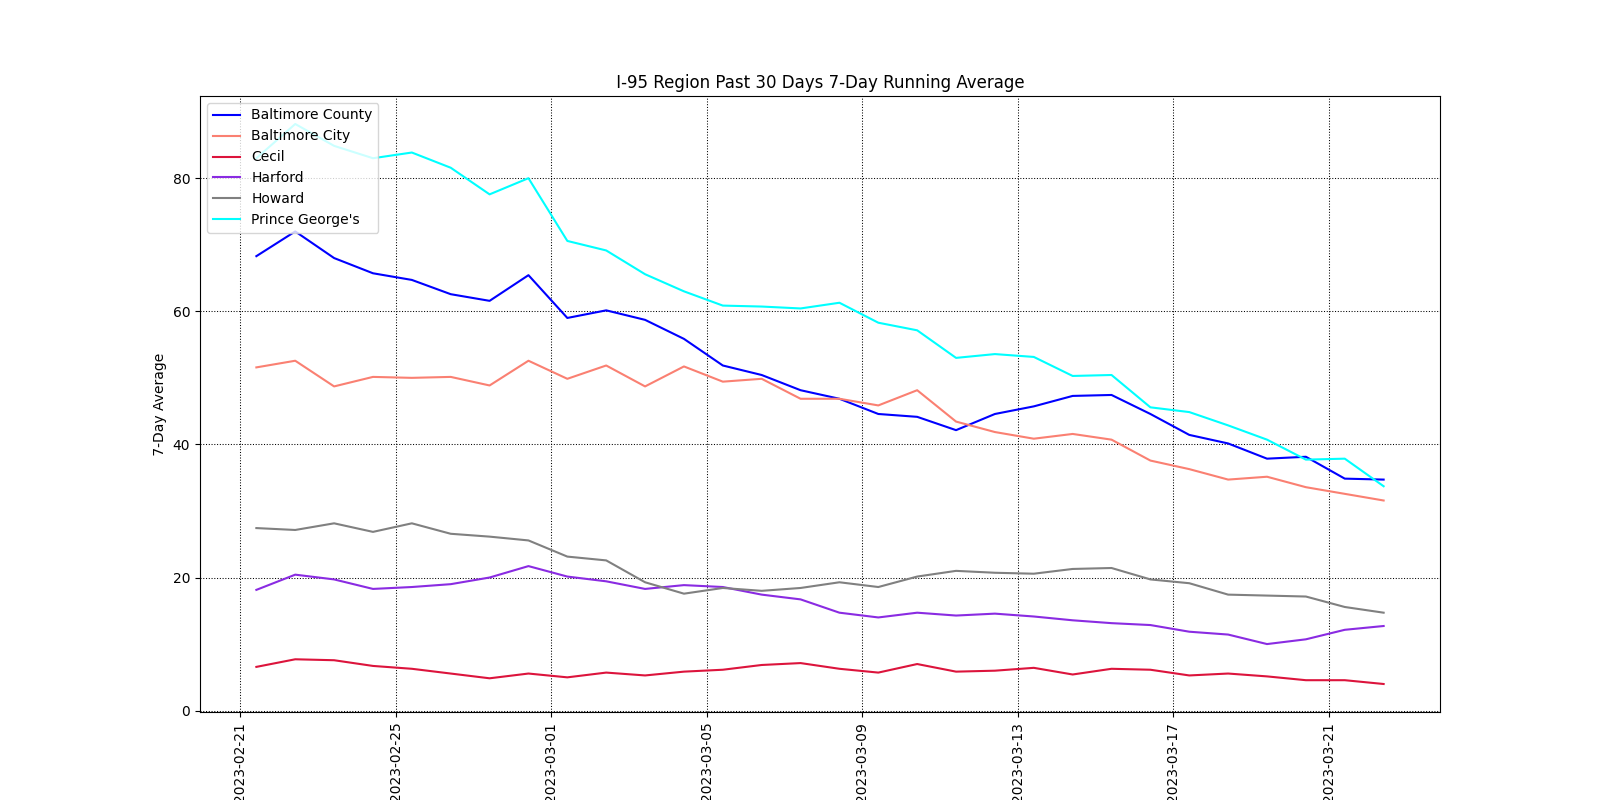 I-95 Region Past 30 Days 7-Day Running Average
Baltimore County
Baltimore City
Cecil
Harford
Howard
Prince George's
7-Day Average
80
60
40
20
0
2023-02-21
2023-02-25
2023-03-01
2023-03-05
2023-03-09
2023-03-13
2023-03-17
2023-03-21